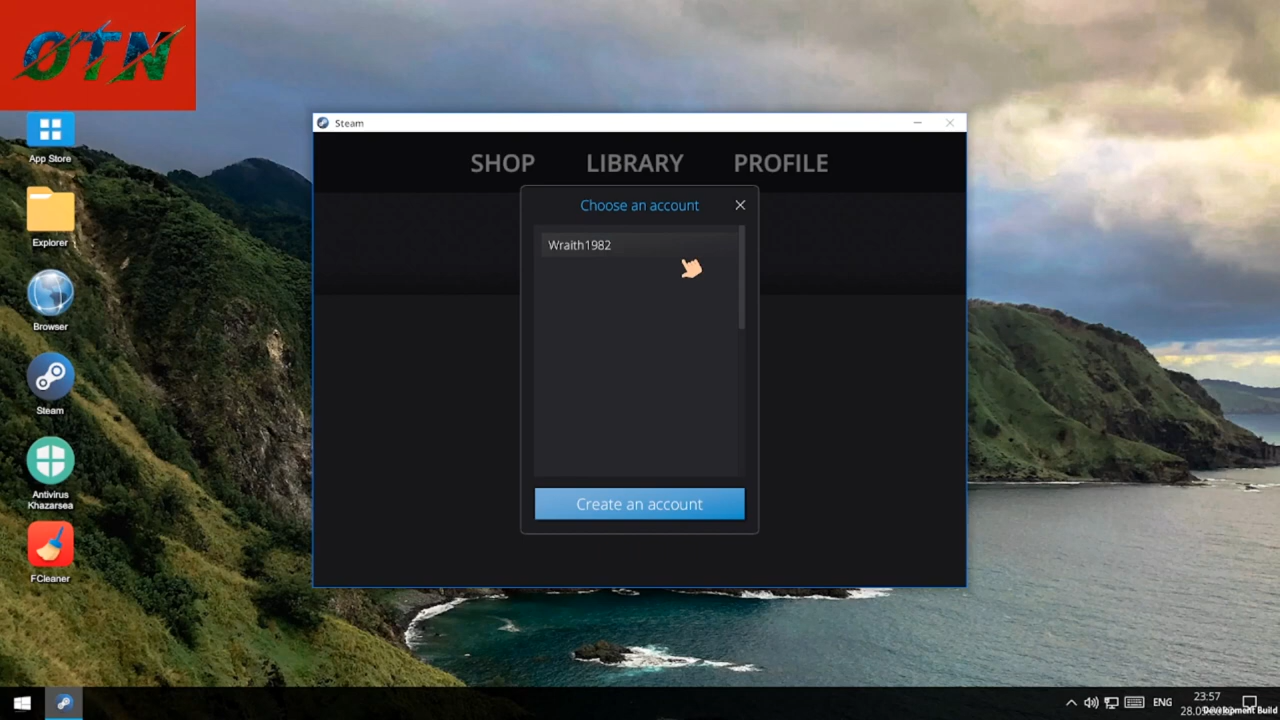 ØTN
App Store
Explorer
Browser
Steam
Antivirus
Khazarsea
FCleaner
Steam
SHOP
LIBRARY
PROFILE
Choose an account
Wraith1982
Create an account
ENG
23:57
Development Build